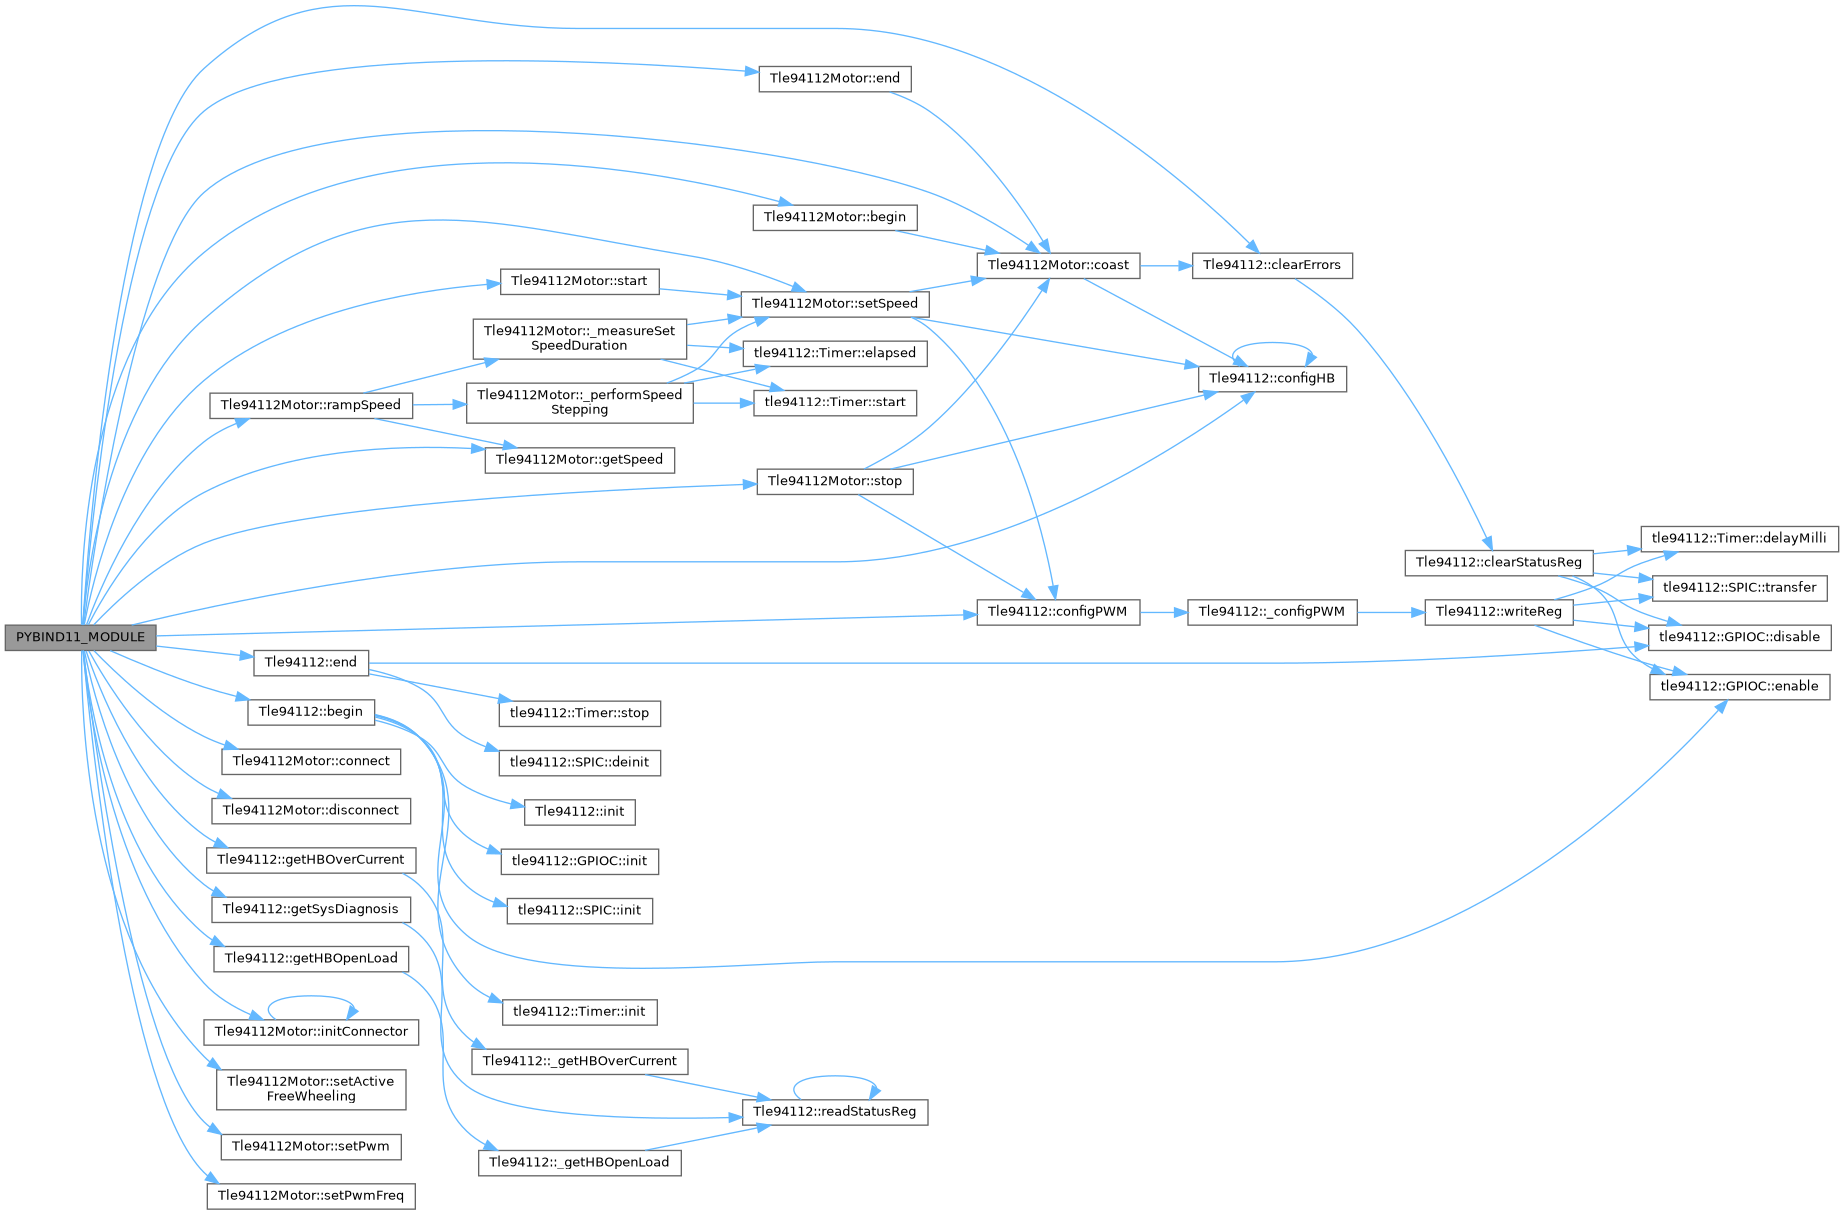 PYBIND11_MODULE
Tle94112Motor::end
Tle94112Motor::begin
Tle94112Motor::coast
Tle94112::clearErrors
Tle94112Motor::start
Tle94112Motor::setSpeed
Tle94112Motor::_measureSet
SpeedDuration
tle94112::Timer::elapsed
Tle94112::configHB
Tle94112Motor::rampSpeed
Tle94112Motor::_performSpeed
Stepping
tle94112::Timer::start
Tle94112Motor::getSpeed
Tle94112Motor::stop
Tle94112::clearStatusReg
tle94112::Timer::delayMilli
tle94112::SPIC::transfer
Tle94112::configPWM
Tle94112::_configPWM
Tle94112::writeReg
tle94112::GPIOC::disable
tle94112::GPIOC::enable
Tle94112::end
Tle94112::begin
tle94112::Timer::stop
Tle94112Motor::connect
tle94112::SPIC::deinit
Tle94112Motor::disconnect
Tle94112::init
Tle94112::getHBOverCurrent
tle94112::GPIOC::init
Tle94112::getSysDiagnosis
tle94112::SPIC::init
Tle94112::getHBOpenLoad
Tle94112Motor::initConnector
tle94112::Timer::init
Tle94112::_getHBOverCurrent
Tle94112Motor::setActive
FreeWheeling
Tle94112::readStatusReg
Tle94112Motor::setPwm
Tle94112::_getHBOpenLoad
Tle94112Motor::setPwmFreq